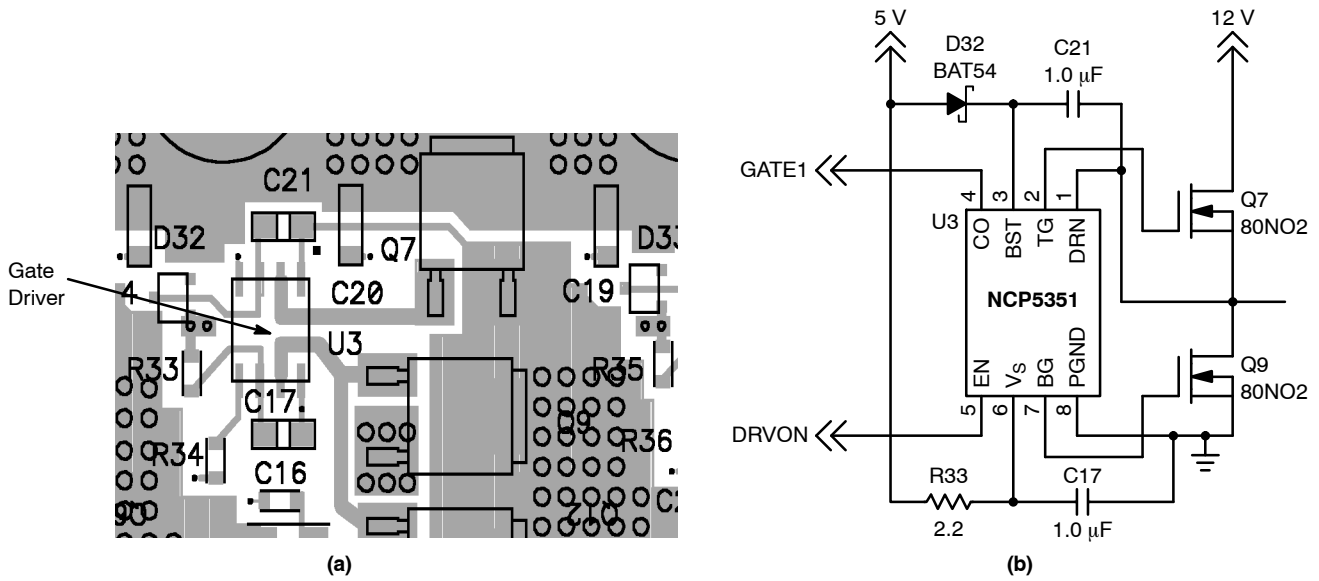 C21
D32
Q7
D33
Gate
Driver
4
C20
C19
U3
R33
R35
C17
Q9
R34
R36
C16
Q12
(a)
5 V
12 V
D32
BAT54
C21
1.0 μF
GATE1
4
3
2
1
U3
CO
BST
TG
DRN
Q7
80NO2
NCP5351
EN
VS
BG
PGND
Q9
80NO2
5
6
7
8
DRVON
R33
2.2
C17
1.0 μF
(b)